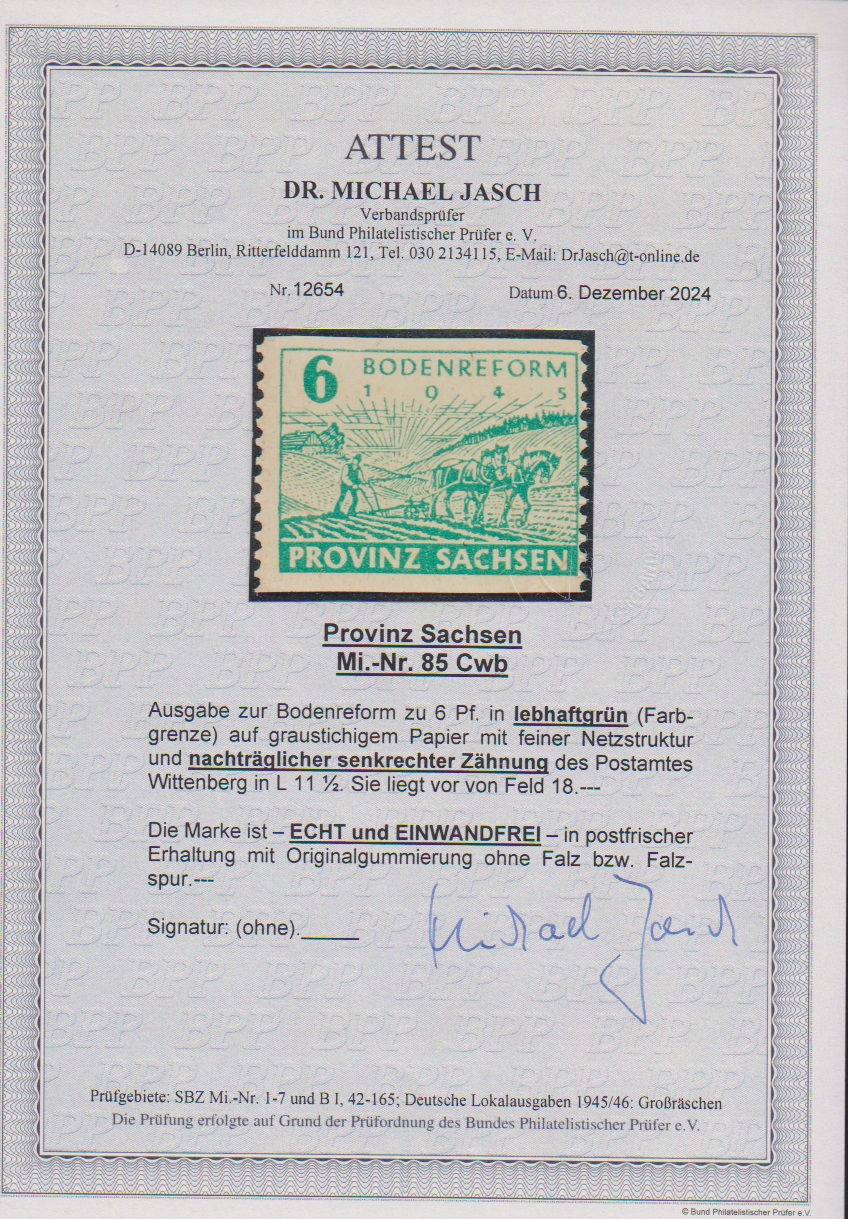 ATTEST
DR. MICHAEL JASCH
Verbandsprüfer
im Bund Philatelistischer Prüfer e. V.
D-14089 Berlin, Ritterfelddamm 121, Tel. 030 2134115, E-Mail: DrJasch@t-online.de
Nr. 12654 Datum 6. Dezember 2024
6 BODENREFORM
1 9 4 5
PROVINZ SACHSEN
Provinz Sachsen
Mi.-Nr. 85 Cwb
Ausgabe zur Bodenreform zu 6 Pf. in lebhaftgrün (Farb-
grenze) auf graustichigem Papier mit feiner Netzstruktur
und nachträglicher senkrechter Zähnung des Postamtes
Wittenberg in L 11 ½. Sie liegt vor von Feld 18.---
Die Marke ist – ECHT und EINWANDFREI – in postfrischer
Erhaltung mit Originalgummierung ohne Falz bzw. Falz-
spur.---
Signatur: (ohne).
Michael Jasch
Prüfgebiete: SBZ Mi.-Nr. 1-7 und B I, 42-165; Deutsche Lokalausgaben 1945/46: Großräschen
Die Prüfung erfolgte auf Grund der Prüfordnung des Bundes Philatelistischer Prüfer e.V.
© Bund Philatelistischer Prüfer e.V.